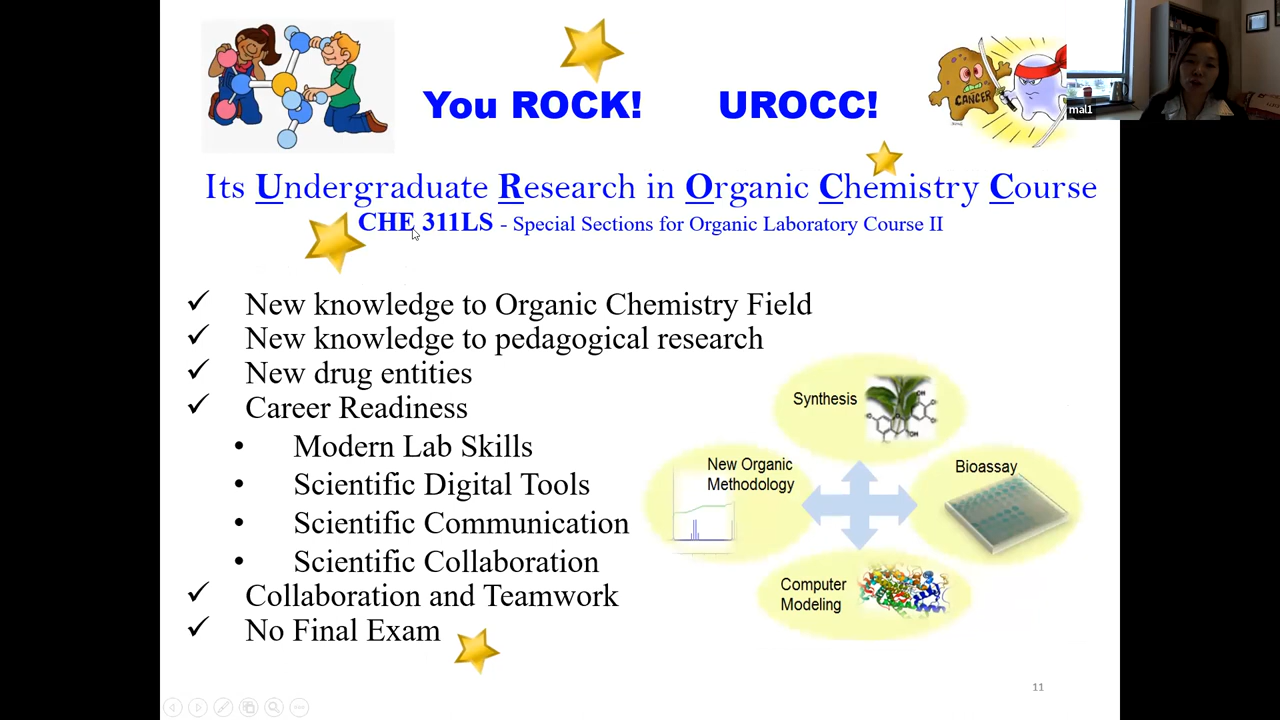 You ROCK! UROCC!
CANCER
mal1
Its Undergraduate Research in Organic Chemistry Course
CHE 311LS - Special Sections for Organic Laboratory Course II
✓ New knowledge to Organic Chemistry Field
✓ New knowledge to pedagogical research
✓ New drug entities
✓ Career Readiness
• Modern Lab Skills
• Scientific Digital Tools
• Scientific Communication
• Scientific Collaboration
✓ Collaboration and Teamwork
✓ No Final Exam
Synthesis
New Organic
Methodology
Bioassay
Computer
Modeling
11